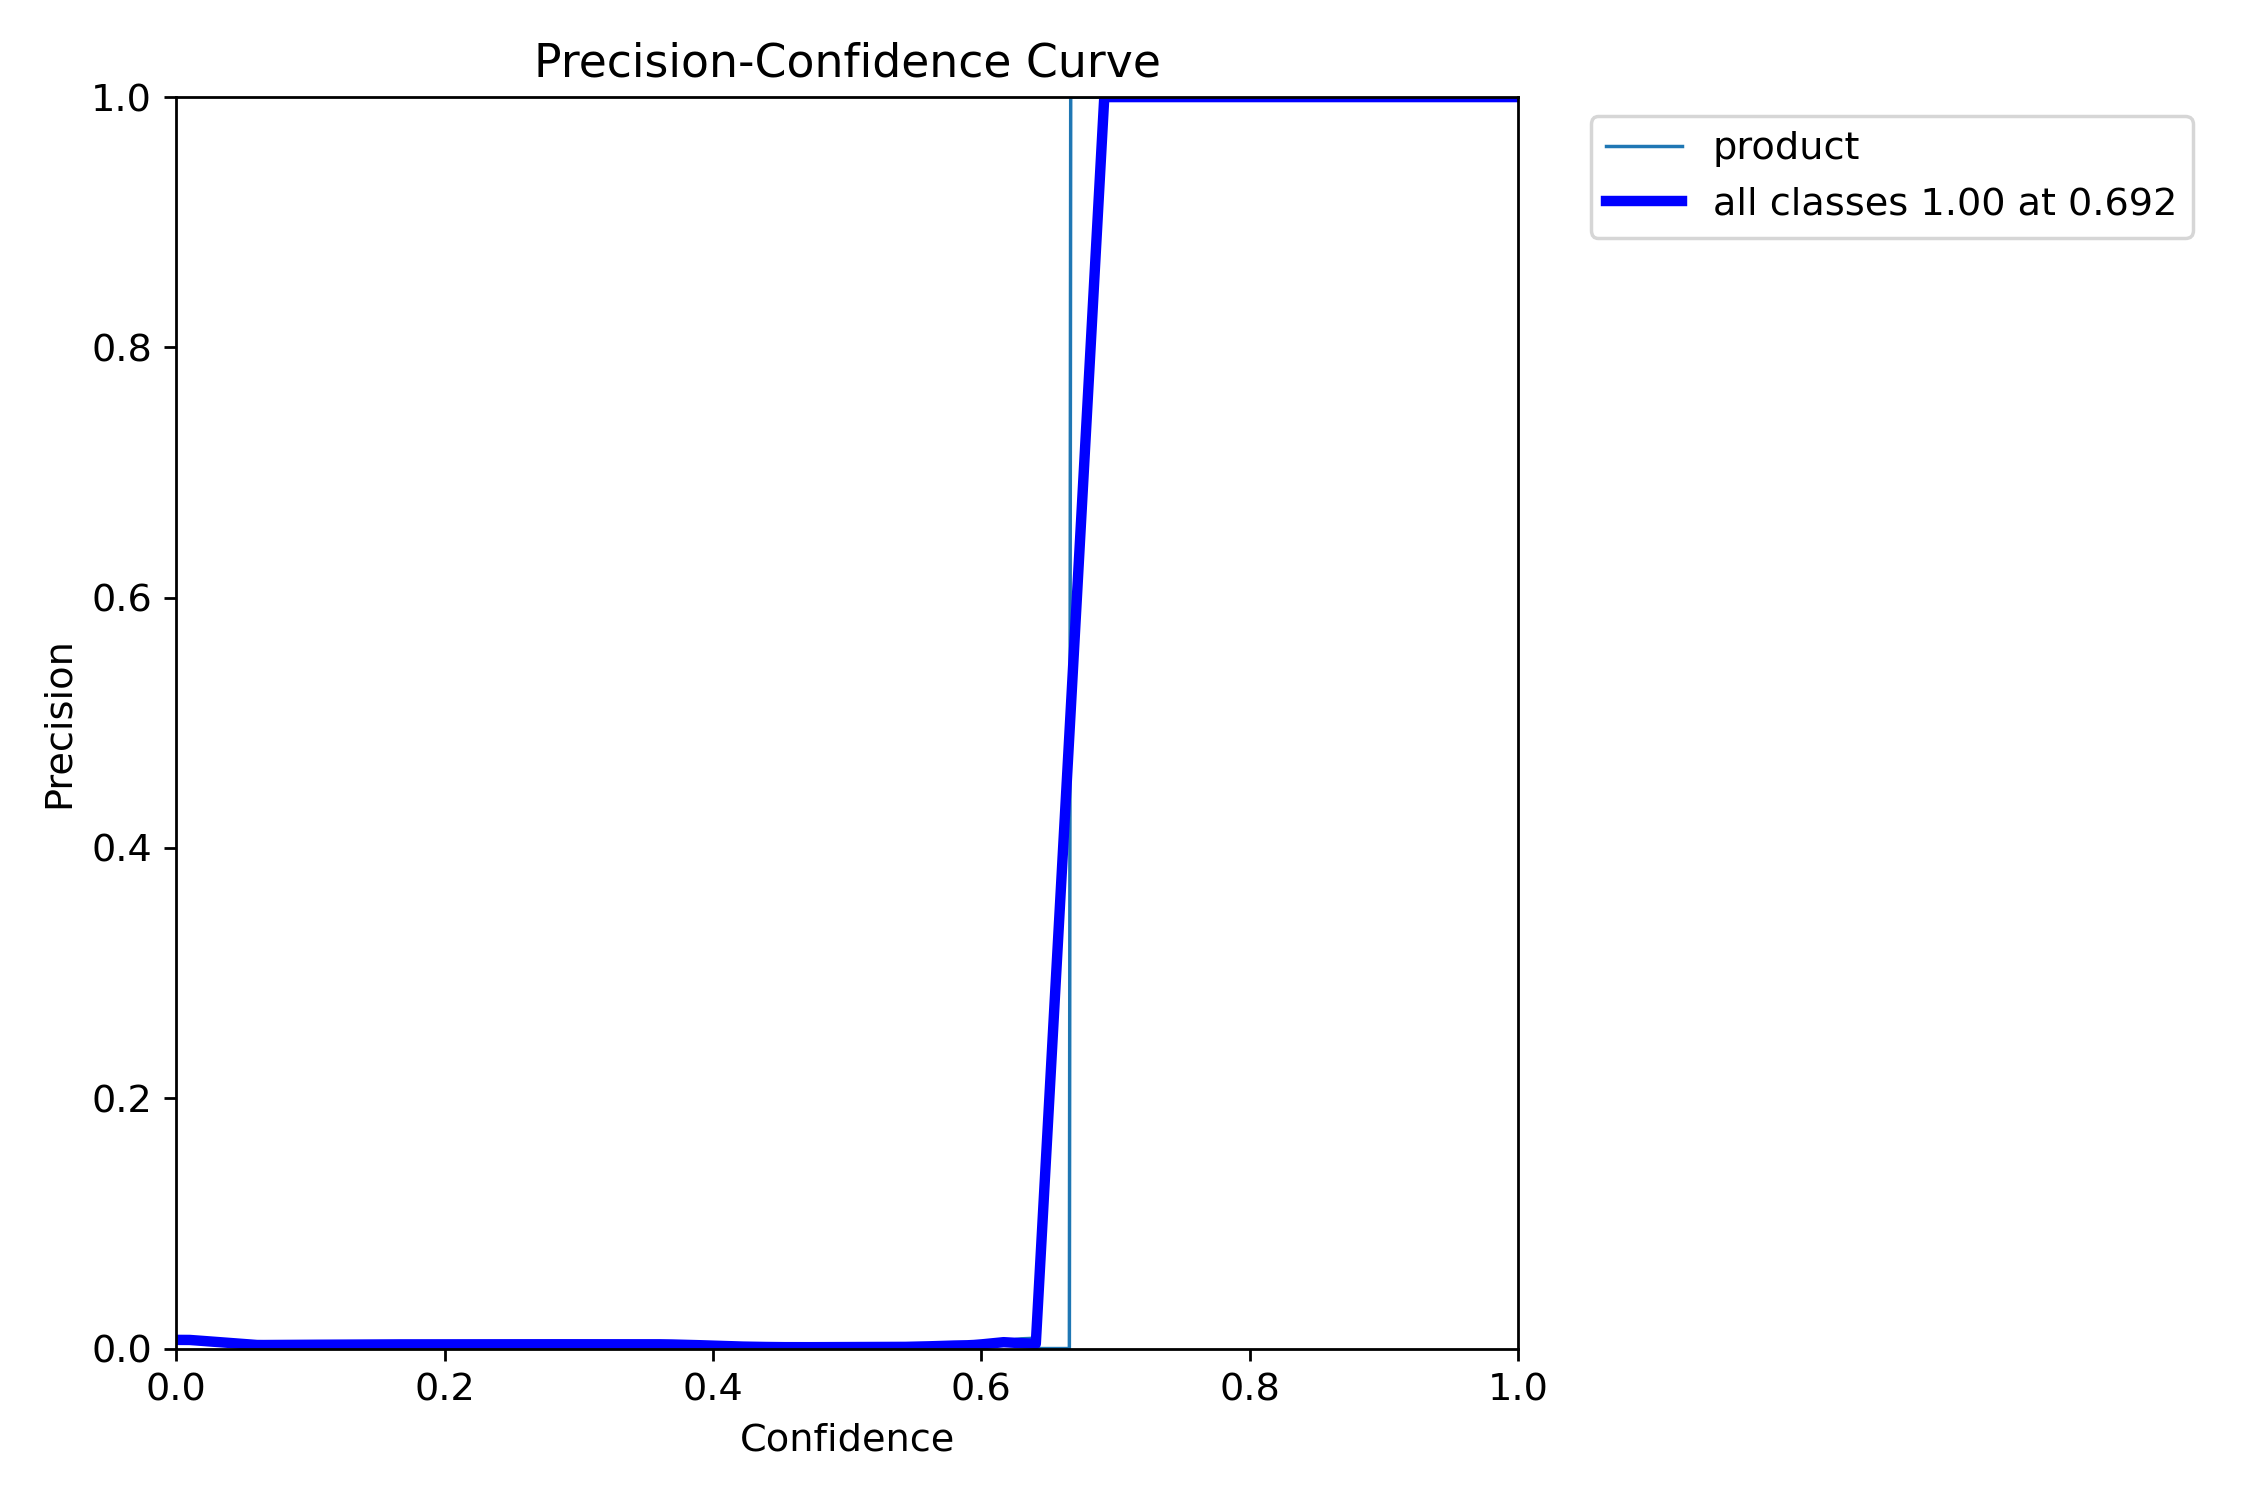 Precision-Confidence Curve
1.0
0.8
0.6
0.4
0.2
0.0
Precision
0.0 0.2 0.4 0.6 0.8 1.0
Confidence
product
all classes 1.00 at 0.692